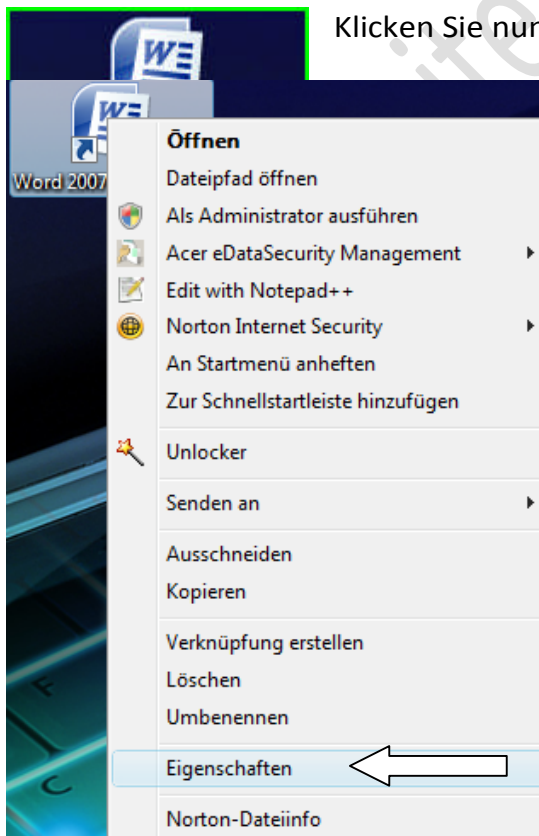 Klicken Sie nur
Word 2007
Öffnen
Dateipfad öffnen
Als Administrator ausführen
Acer eDataSecurity Management
Edit with Notepad++
Norton Internet Security
An Startmenü anheften
Zur Schnellstartleiste hinzufügen
Unlocker
Senden an
Ausschneiden
Kopieren
Verknüpfung erstellen
Löschen
Umbenennen
Eigenschaften
Norton-Dateiinfo